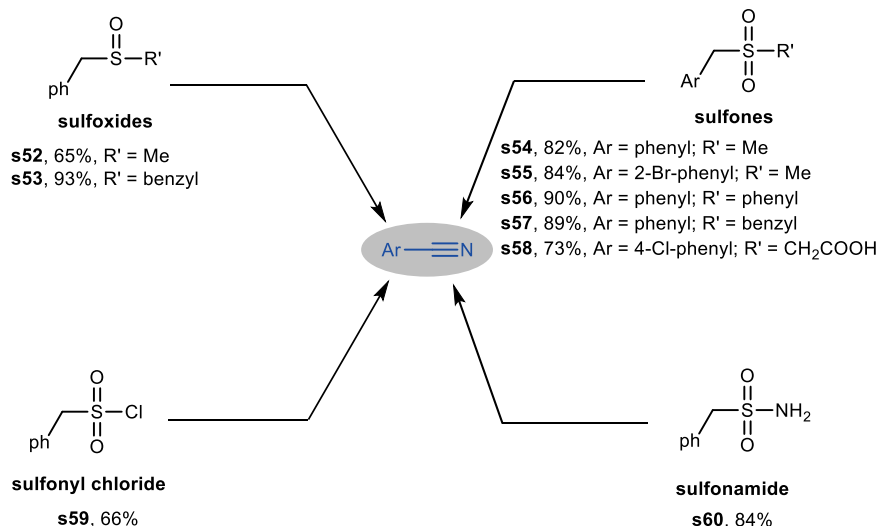 O
S
R'
ph
sulfoxides
s52, 65%, R' = Me
s53, 93%, R' = benzyl
O
S
R'
O
Ar
sulfones
s54, 82%, Ar = phenyl; R' = Me
s55, 84%, Ar = 2-Br-phenyl; R' = Me
s56, 90%, Ar = phenyl; R' = phenyl
s57, 89%, Ar = phenyl; R' = benzyl
s58, 73%, Ar = 4-Cl-phenyl; R' = CH₂COOH
Ar
N
O
S
Cl
O
ph
sulfonyl chloride
s59, 66%
O
S
NH₂
O
ph
sulfonamide
s60, 84%